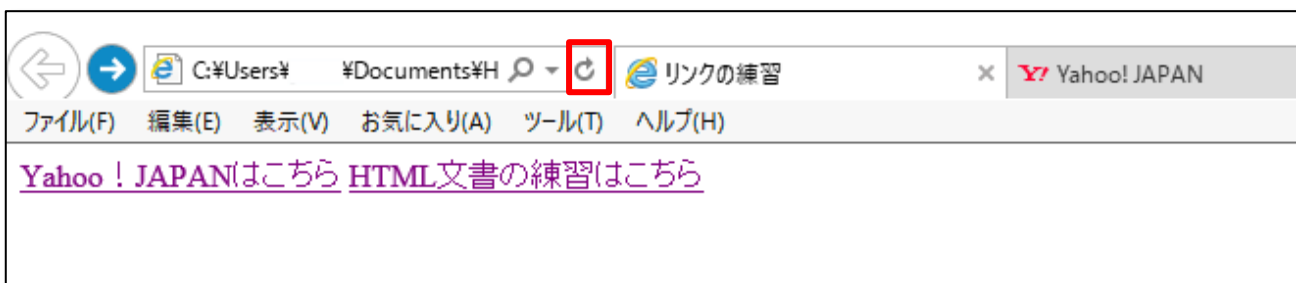 C:¥Users¥ ¥Documents¥H リンクの練習 Y! Yahoo! JAPAN
ファイル(F) 編集(E) 表示(V) お気に入り(A) ツール(T) ヘルプ(H)
Yahoo！JAPANはこちら HTML文書の練習はこちら